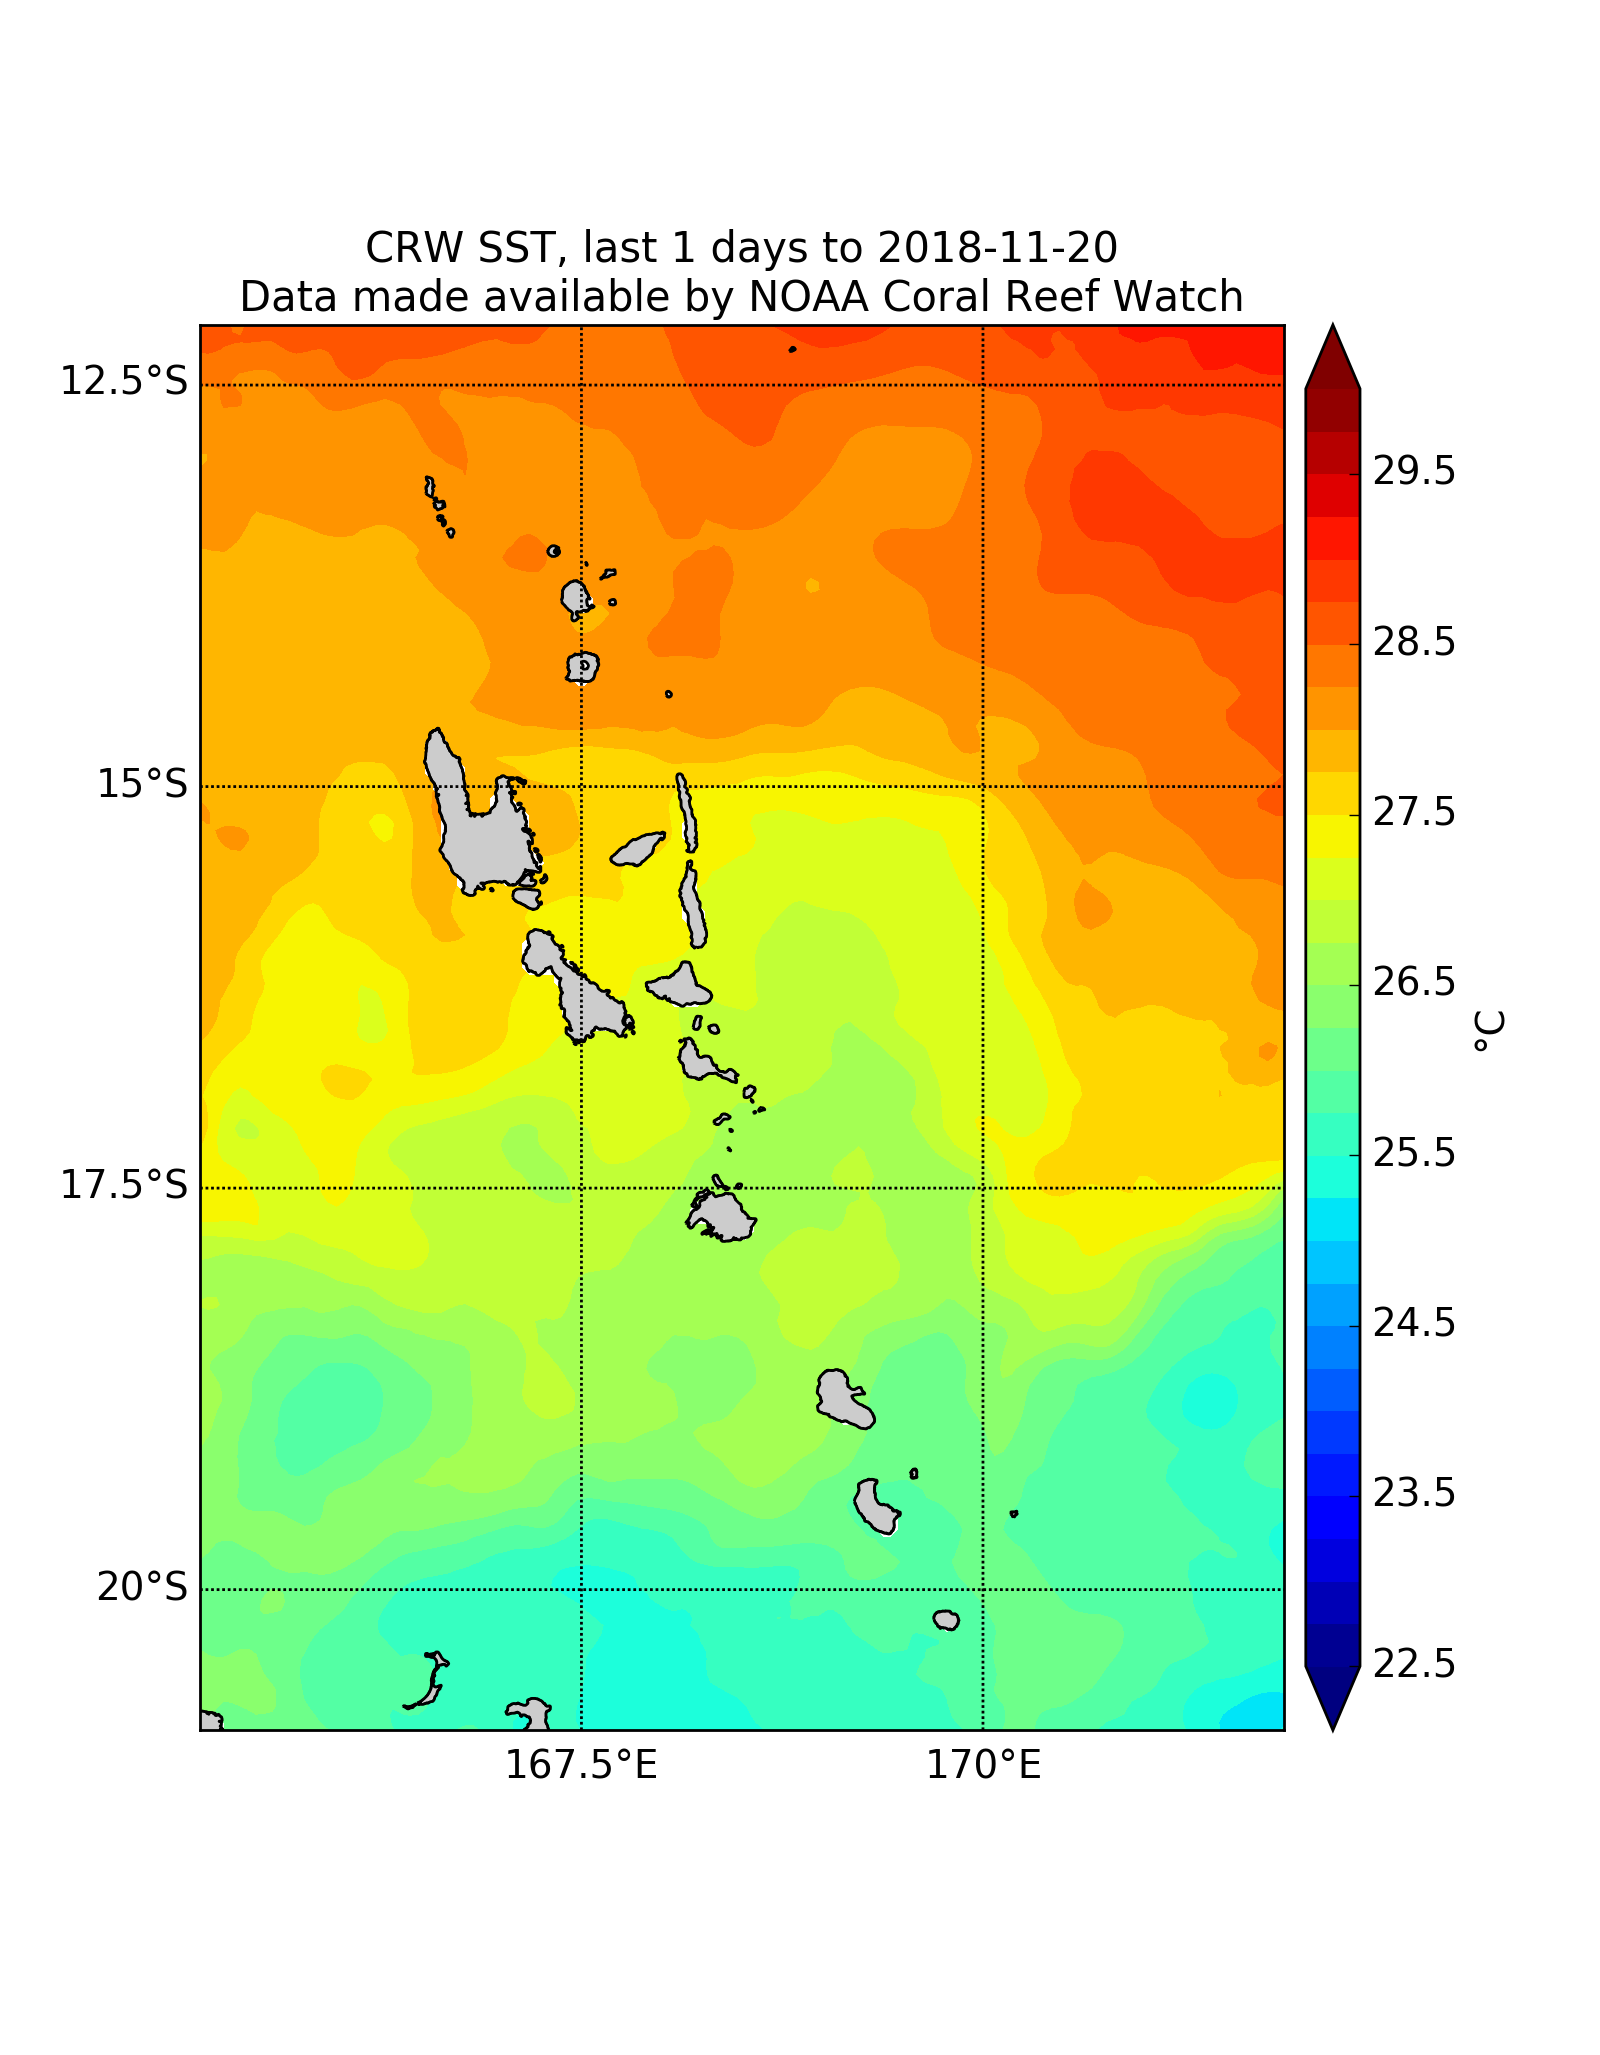 CRW SST, last 1 days to 2018-11-20
Data made available by NOAA Coral Reef Watch
12.5°S
15°S
17.5°S
20°S
167.5°E
170°E
29.5
28.5
27.5
26.5
25.5
24.5
23.5
22.5
°C